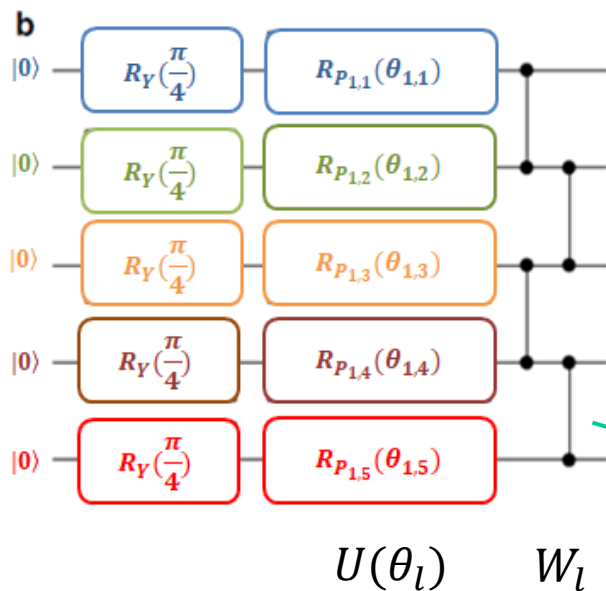 b
|0⟩ R_Y(π/4) R_{P_{1,1}}(θ_{1,1})
|0⟩ R_Y(π/4) R_{P_{1,2}}(θ_{1,2})
|0⟩ R_Y(π/4) R_{P_{1,3}}(θ_{1,3})
|0⟩ R_Y(π/4) R_{P_{1,4}}(θ_{1,4})
|0⟩ R_Y(π/4) R_{P_{1,5}}(θ_{1,5})
U(θ_l) W_l